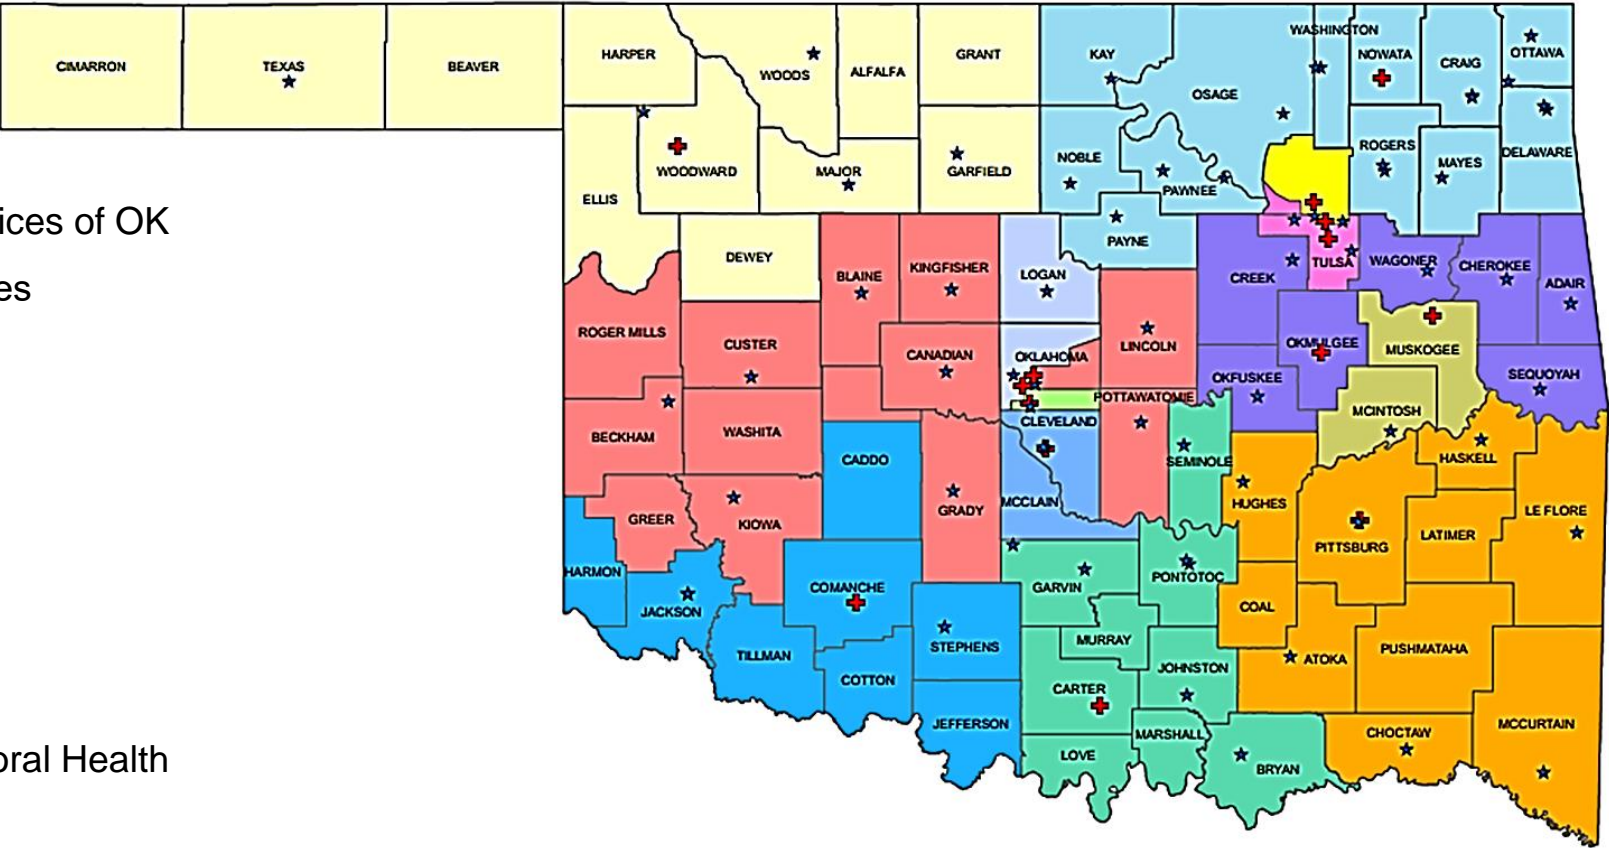 CIMARRON
TEXAS
BEAVER
HARPER
WOODS
ALFALFA
GRANT
KAY
OSAGE
WASHINGTON
NOWATA
CRAIG
OTTAWA
ices of OK
es
oral Health
ELLIS
WOODWARD
MAJOR
GARFIELD
NOBLE
PAWNEE
ROGERS
MAYES
DELAWARE
DEWEY
BLAINE
KINGFISHER
LOGAN
PAYNE
CREEK
TULSA
WAGONER
CHEROKEE
ADAIR
ROGER MILLS
CUSTER
CANADIAN
OKLAHOMA
LINCOLN
OKMULGEE
MUSKOGEE
OKFUSKEE
SEQUOYAH
BECKHAM
WASHITA
CADDO
CLEVELAND
POTTAWATOMIE
SEMINOLE
MCINTOSH
HASKELL
GREER
KIOWA
GRADY
MCCLAIN
HUGHES
PITTSBURG
LATIMER
LE FLORE
HARMON
JACKSON
COMANCHE
GARVIN
PONTOTOC
COAL
TILLMAN
COTTON
STEPHENS
MURRAY
JOHNSTON
ATOKA
PUSHMATAHA
JEFFERSON
CARTER
LOVE
MARSHALL
BRYAN
CHOCTAW
MCCURTAIN